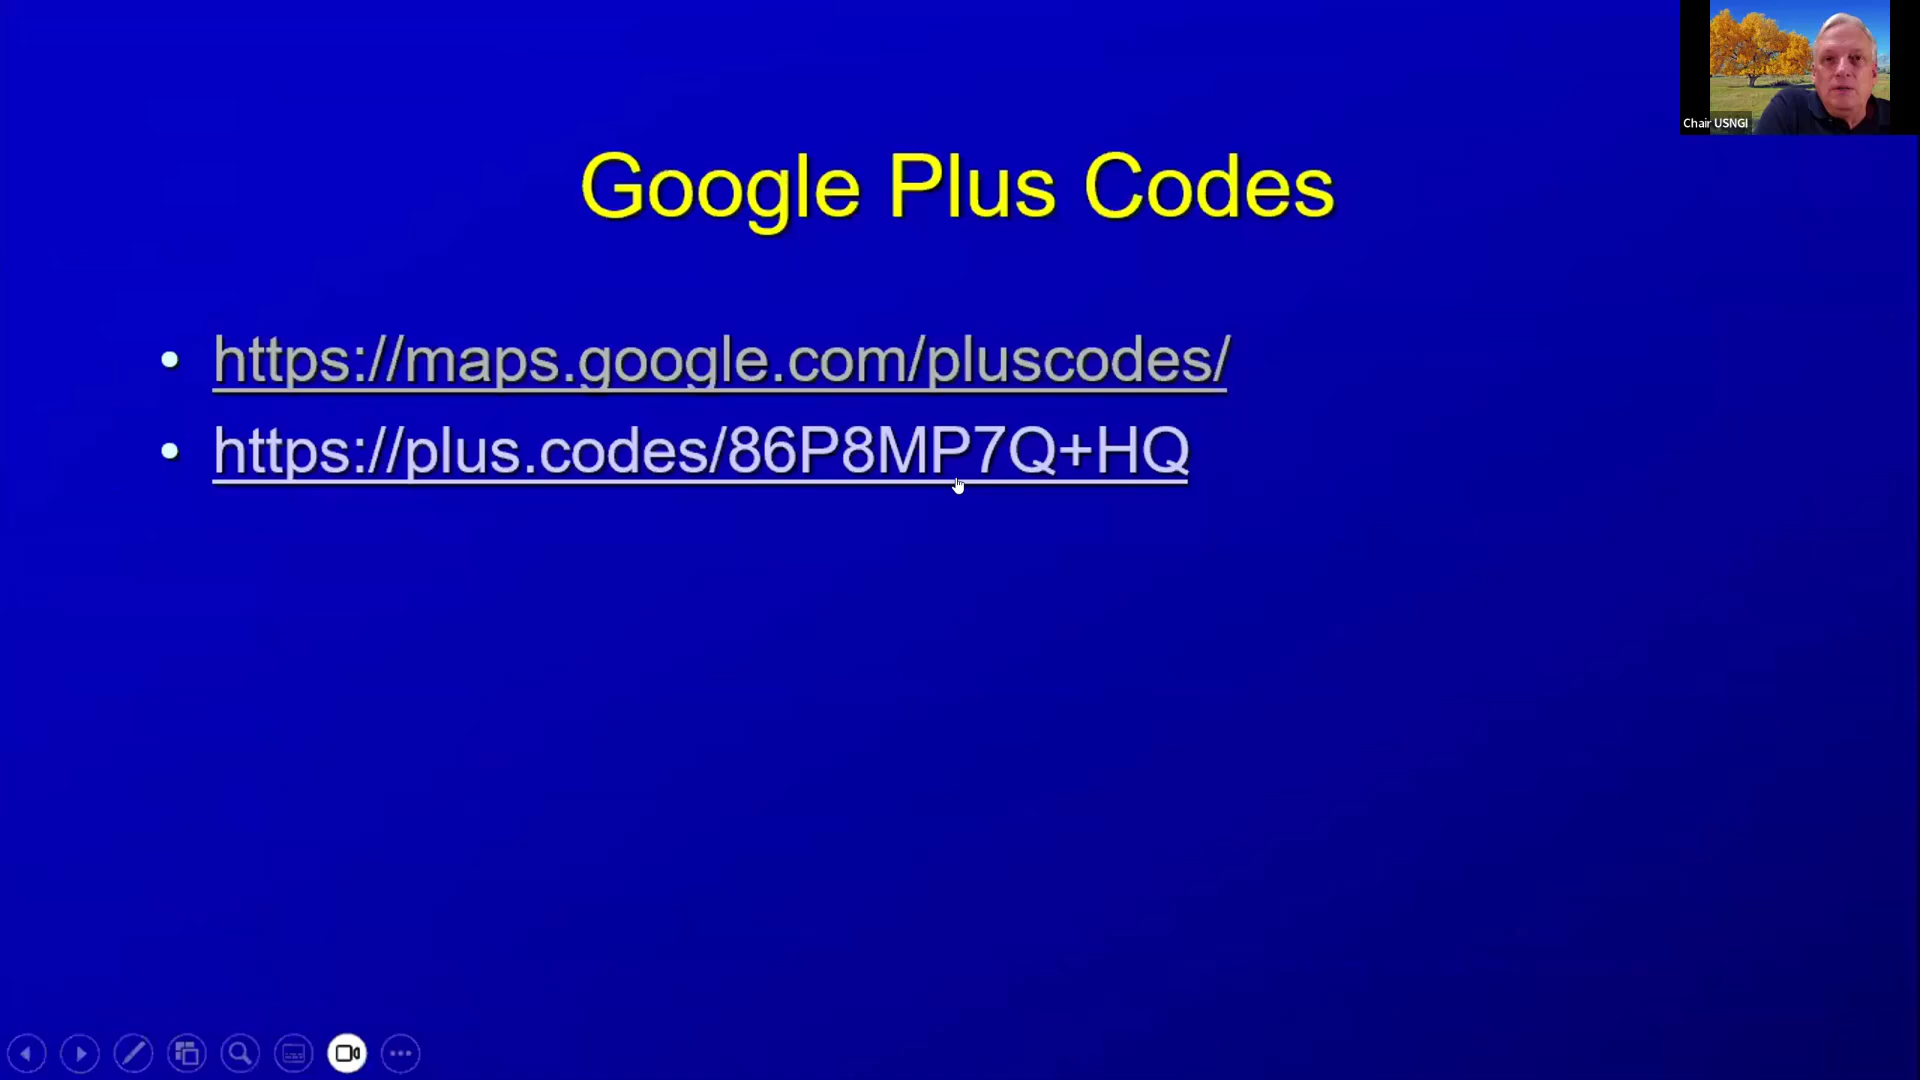 Google Plus Codes
https://maps.google.com/pluscodes/
https://plus.codes/86P8MP7Q+HQ
Chair USNGI